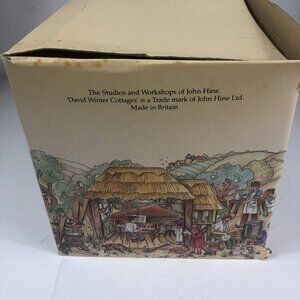 The Studios and Workshops of John Hine.
'David Winter Cottages' is a Trade mark of John Hine Ltd.
Made in Britain